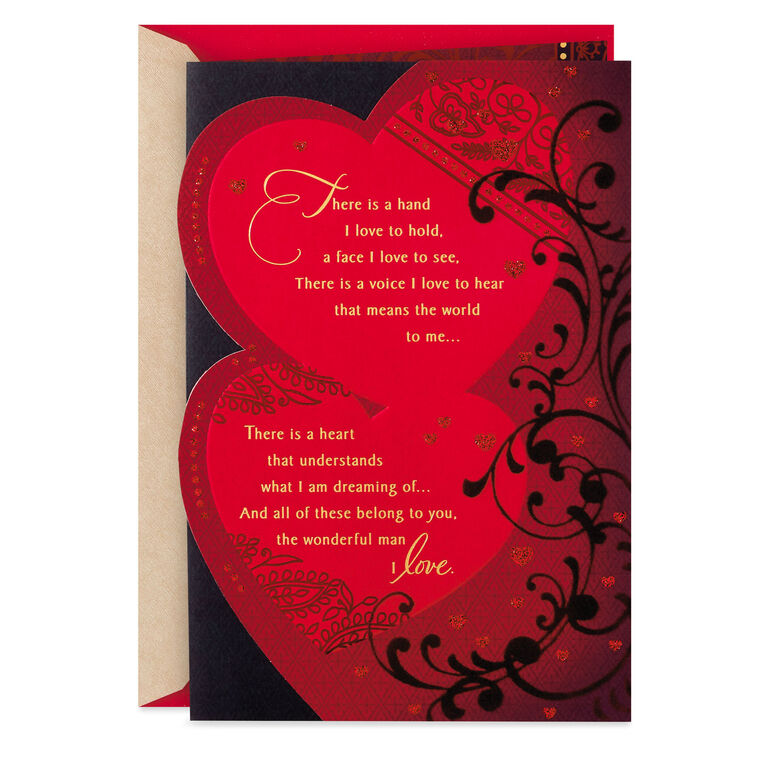 There is a hand
I love to hold,
a face I love to see,
There is a voice I love to hear
that means the world
to me...
There is a heart
that understands
what I am dreaming of...
And all of these belong to you,
the wonderful man
I love.